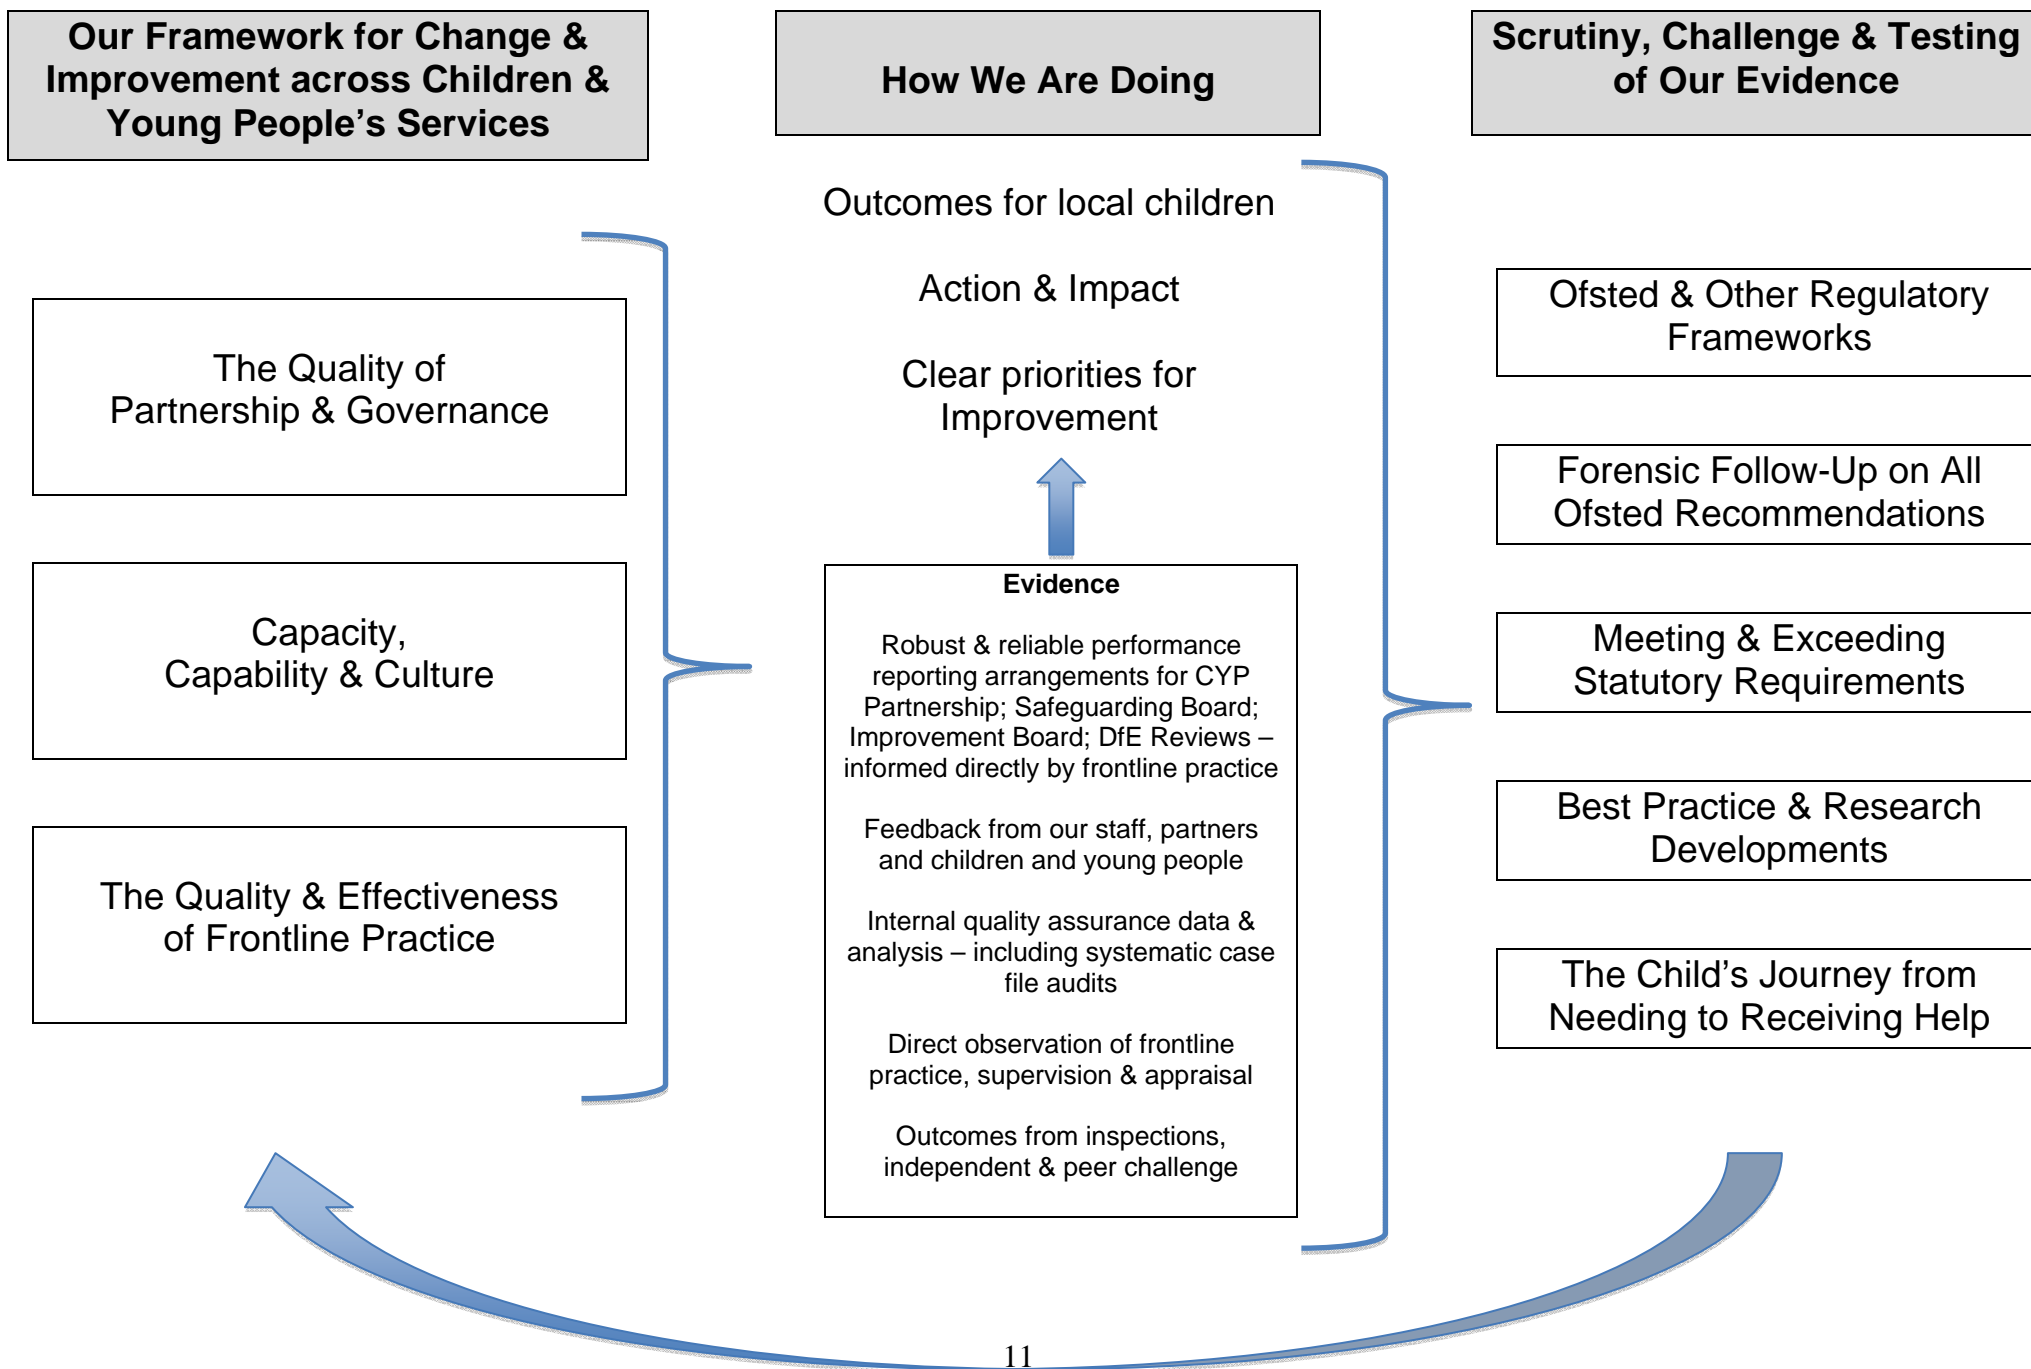 Our Framework for Change &
Improvement across Children &
Young People's Services
The Quality of
Partnership & Governance
Capacity,
Capability & Culture
The Quality & Effectiveness
of Frontline Practice
How We Are Doing
Outcomes for local children
Action & Impact
Clear priorities for
Improvement
Evidence
Robust & reliable performance
reporting arrangements for CYP
Partnership; Safeguarding Board;
Improvement Board; DfE Reviews –
informed directly by frontline practice
Feedback from our staff, partners
and children and young people
Internal quality assurance data &
analysis – including systematic case
file audits
Direct observation of frontline
practice, supervision & appraisal
Outcomes from inspections,
independent & peer challenge
Scrutiny, Challenge & Testing
of Our Evidence
Ofsted & Other Regulatory
Frameworks
Forensic Follow-Up on All
Ofsted Recommendations
Meeting & Exceeding
Statutory Requirements
Best Practice & Research
Developments
The Child's Journey from
Needing to Receiving Help
11